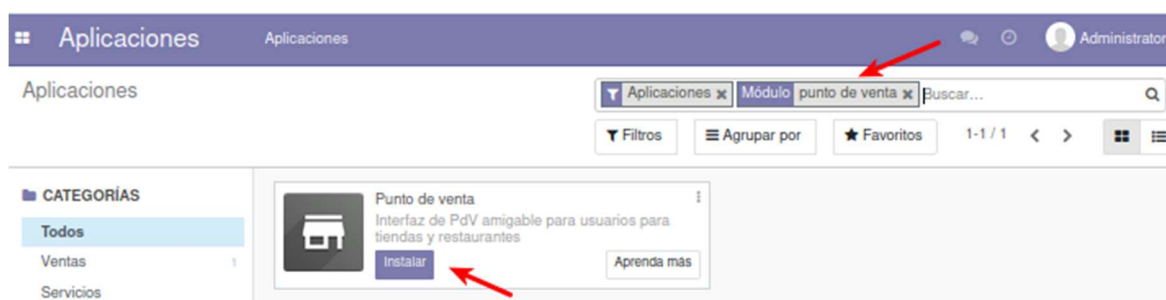 Aplicaciones Aplicaciones Administrator
Aplicaciones
Aplicaciones x Módulo punto de venta x Buscar...
Filtros Agrupar por Favoritos 1-1 / 1
CATEGORÍAS
Todos
Ventas 1
Servicios
Punto de venta
Interfaz de PdV amigable para usuarios para
tiendas y restaurantes
Instalar Aprenda más